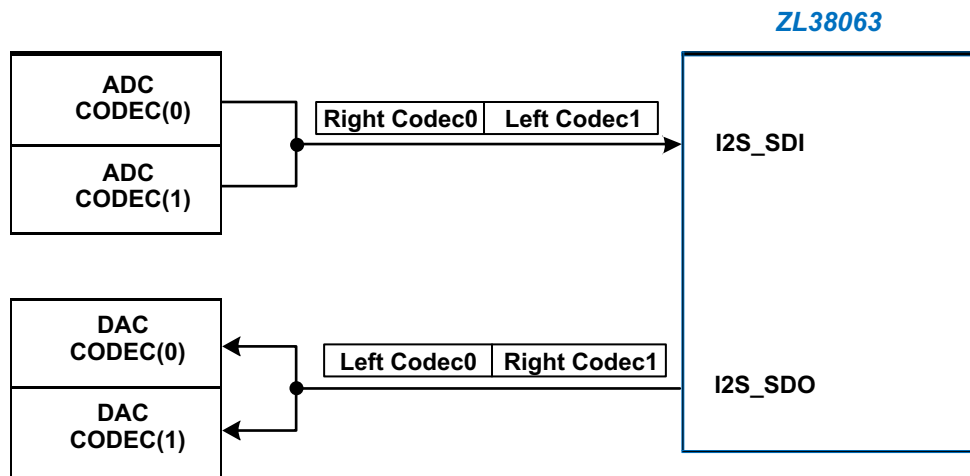 ZL38063
ADC
CODEC(0)
Right Codec0 Left Codec1
I2S_SDI
ADC
CODEC(1)
DAC
CODEC(0)
Left Codec0 Right Codec1
I2S_SDO
DAC
CODEC(1)